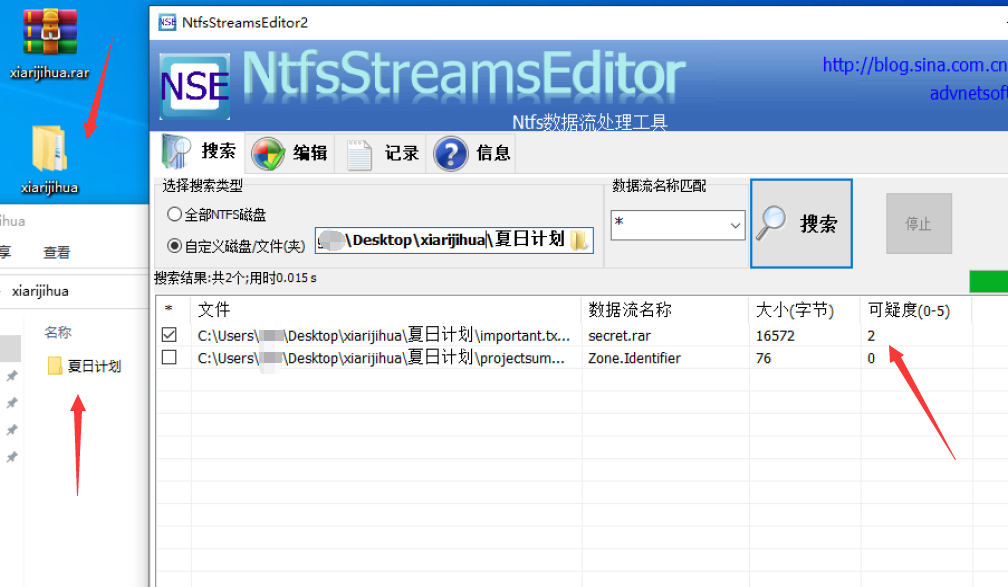 xiarijihua.rar
xiarijihua
jihua
享 查看
xiarijihua
名称
夏日计划
NtfsStreamsEditor2
NSE NtfsStreamsEditor
http://blog.sina.com.cn
advnetsoft
Ntfs数据流处理工具
搜索 编辑 记录 信息
选择搜索类型
全部NTFS磁盘
自定义磁盘/文件(夹) \Desktop\xiarijihua\夏日计划
数据流名称匹配
*
搜索
停止
搜索结果:共2个;用时0.015 s
* 文件 数据流名称 大小(字节) 可疑度(0-5)
C:\Users\ \Desktop\xiarijihua\夏日计划\important.tx... secret.rar 16572 2
C:\Users\ \Desktop\xiarijihua\夏日计划\projectsum... Zone.Identifier 76 0